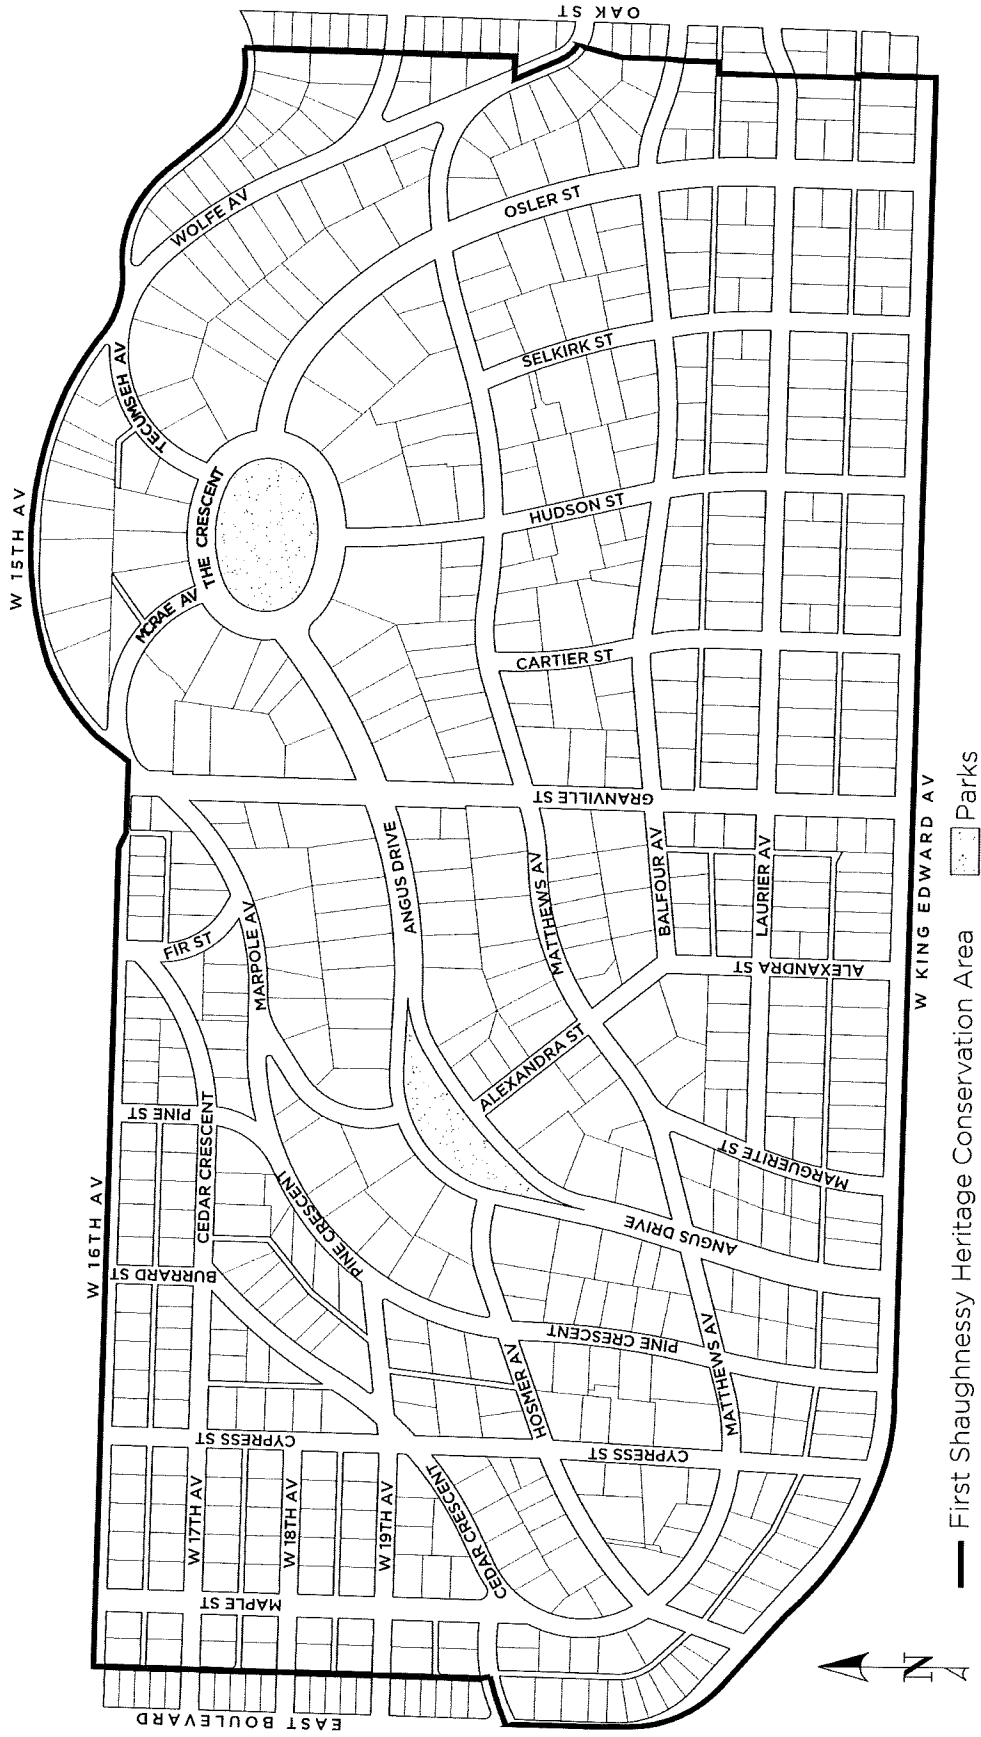 OAK ST
W 15TH AV
WOLFE AV
OSLER ST
TECUMSEH AV
SELKIRK ST
THE CRESCENT
HUDSON ST
MCRAE AV
CARTIER ST
GRANVILLE ST
ANGUS DRIVE
MATTHEWS AV
BALFOUR AV
LAURIER AV
W KING EDWARD AV
FIR ST
MARPOLE AV
ALEXANDRA ST
ALEXANDRA ST
PINE ST
CEDAR CRESCENT
W 16TH AV
PINE CRESCENT
MARGUERITE ST
ANGUS DRIVE
BURRARD ST
PINE CRESCENT
HOSMER AV
MATTHEWS AV
CYPRESS ST
CYPRESS ST
W 17TH AV
W 18TH AV
W 19TH AV
CEDAR CRESCENT
MAPLE ST
EAST BOULEVARD
N
First Shaughnessy Heritage Conservation Area
Parks